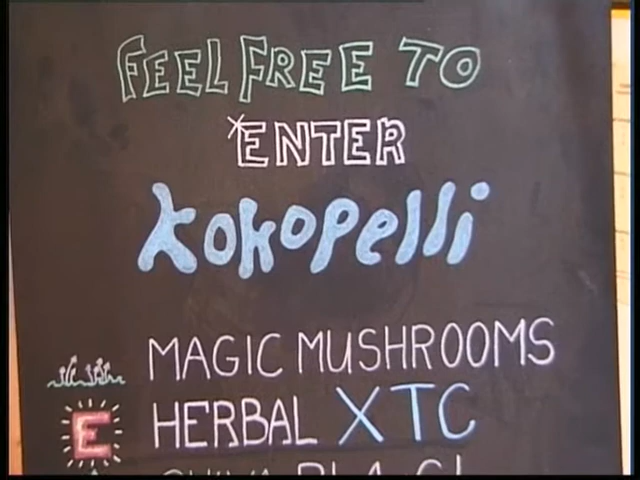 FEEL FREE TO
ENTER
kokopelli
MAGIC MUSHROOMS
E HERBAL XTC